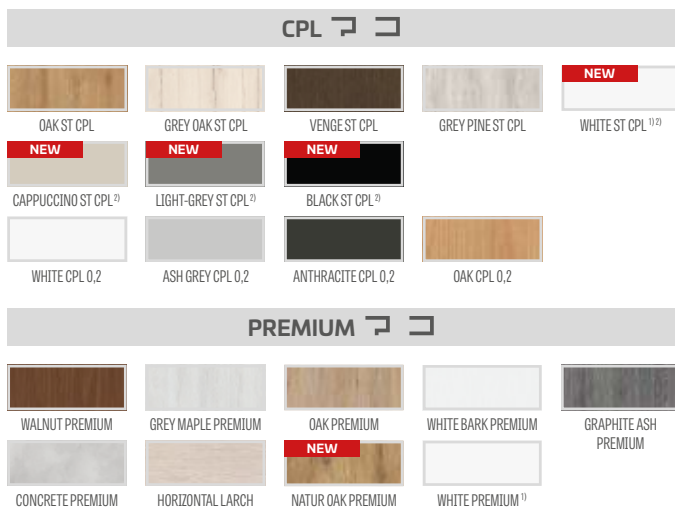 CPL
NEW
OAK ST CPL
GREY OAK ST CPL
VENGE ST CPL
GREY PINE ST CPL
WHITE ST CPL 1) 2)
NEW
NEW
NEW
CAPPUCCINO ST CPL 2)
LIGHT-GREY ST CPL 2)
BLACK ST CPL 2)
WHITE CPL 0,2
ASH GREY CPL 0,2
ANTHRACITE CPL 0,2
OAK CPL 0,2
PREMIUM
WALNUT PREMIUM
GREY MAPLE PREMIUM
OAK PREMIUM
WHITE BARK PREMIUM
GRAPHITE ASH
PREMIUM
NEW
CONCRETE PREMIUM
HORIZONTAL LARCH
NATUR OAK PREMIUM
WHITE PREMIUM 1)